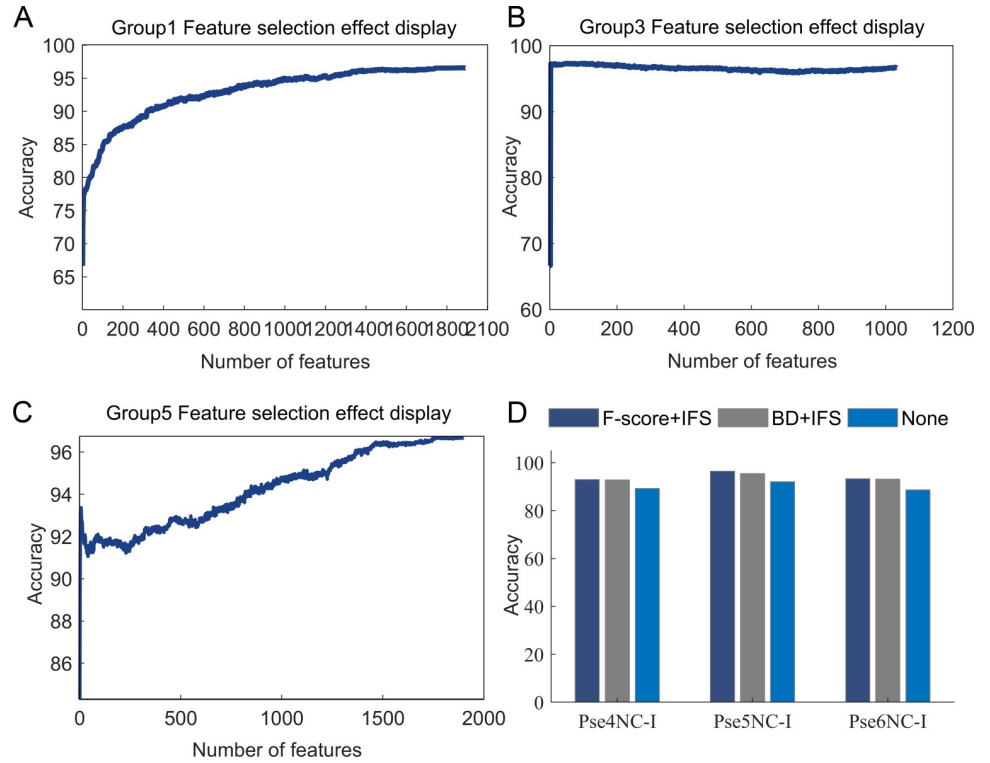 A
Group1 Feature selection effect display
100
95
90
85
80
75
70
65
Accuracy
0 200 400 600 800 1000 1200 1400 1600 1800 2100
Number of features
B
Group3 Feature selection effect display
100
90
80
70
60
Accuracy
0 200 400 600 800 1000 1200
Number of features
C
Group5 Feature selection effect display
96
94
92
90
88
86
Accuracy
0 500 1000 1500 2000
Number of features
D
F-score+IFS BD+IFS None
100
80
60
40
20
0
Accuracy
Pse4NC-I Pse5NC-I Pse6NC-I